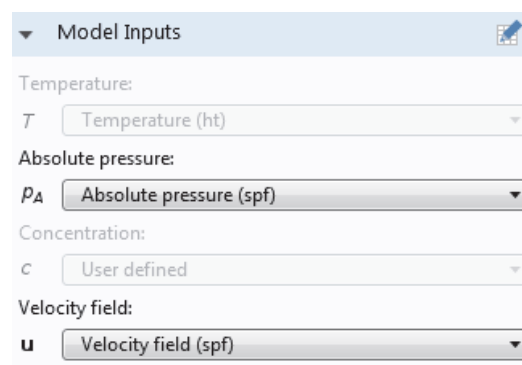 Model Inputs
Temperature:
T Temperature (ht)
Absolute pressure:
pA Absolute pressure (spf)
Concentration:
c User defined
Velocity field:
u Velocity field (spf)